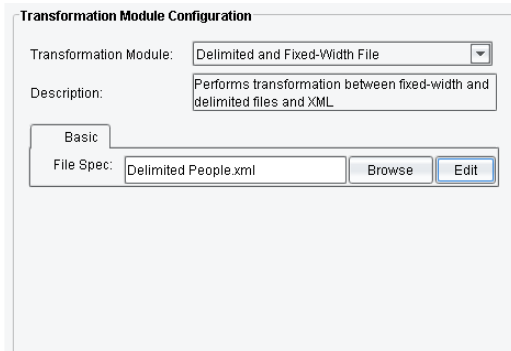 Transformation Module Configuration
Transformation Module: Delimited and Fixed-Width File
Description: Performs transformation between fixed-width and
delimited files and XML
Basic
File Spec: Delimited People.xml Browse Edit